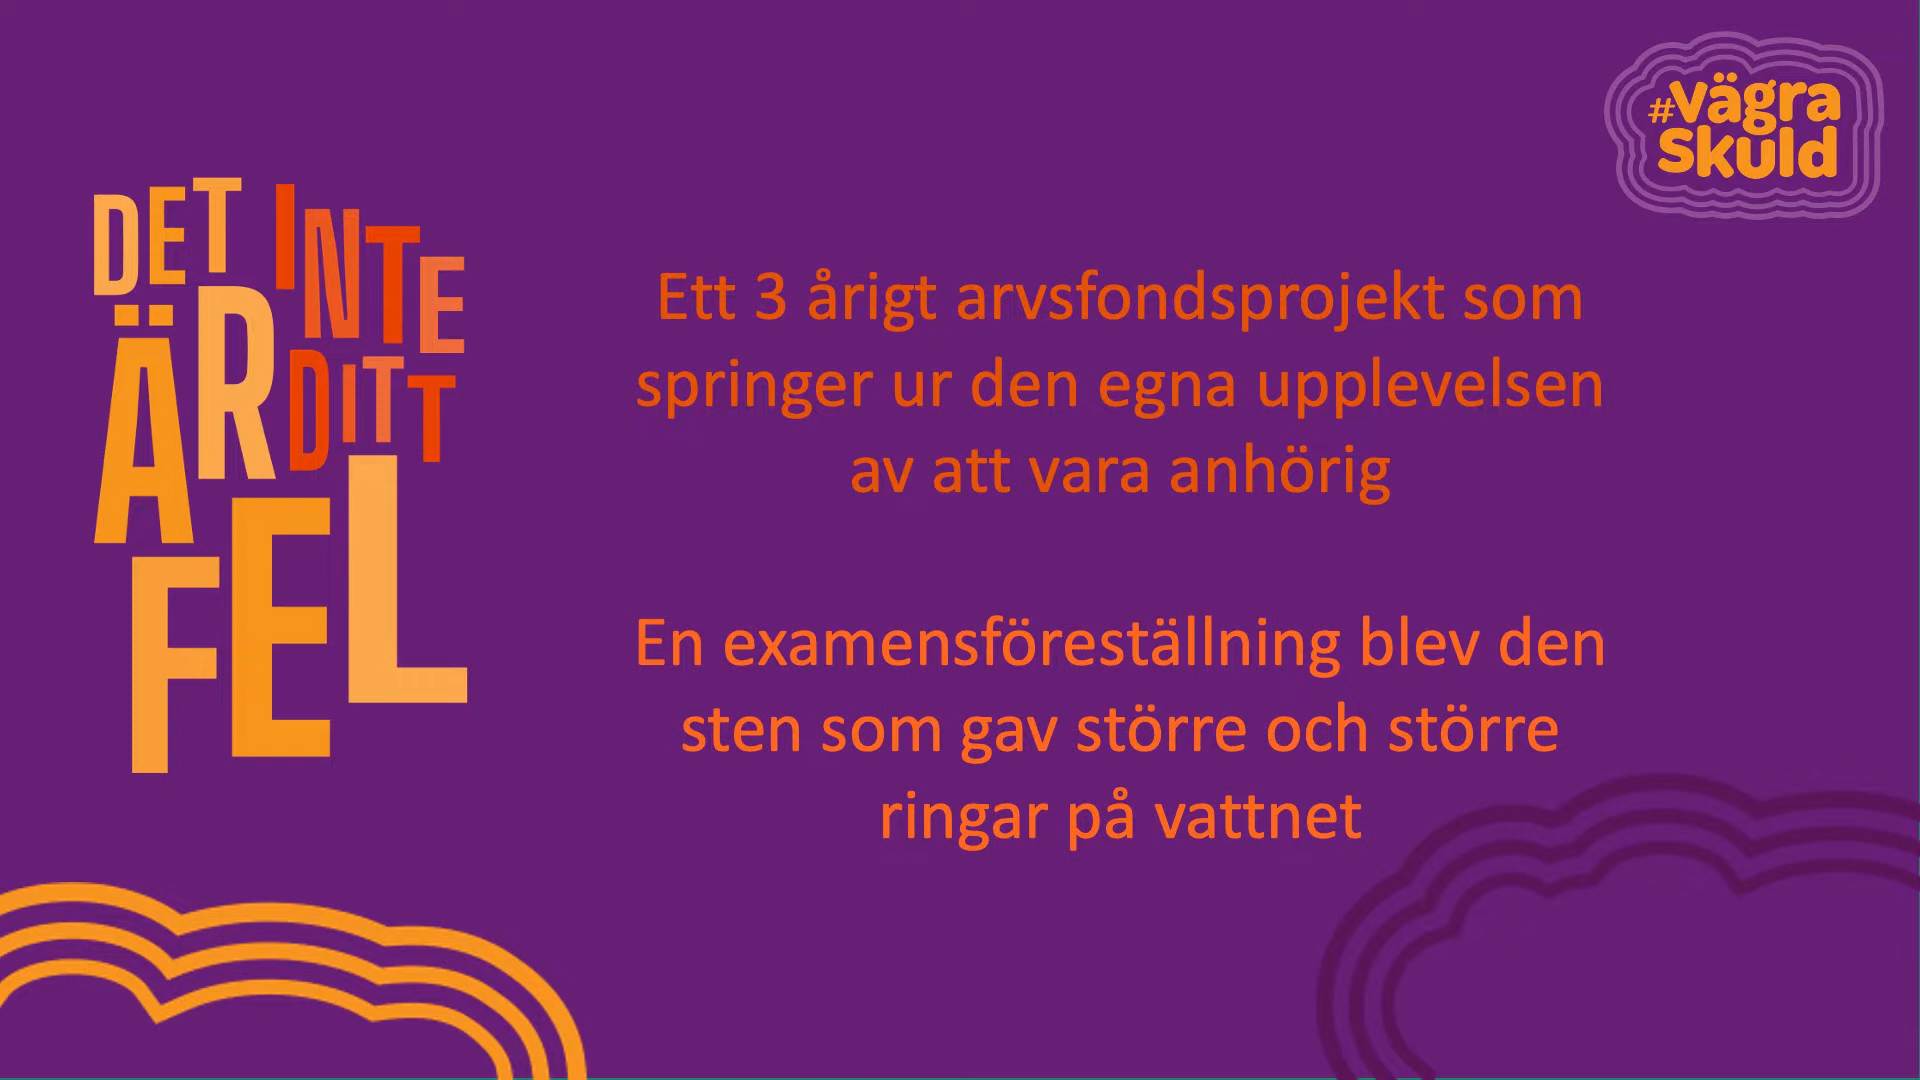 #vägra
Skuld
DET INTE
ÄR DITT
FEL
Ett 3 årigt arvsfondsprojekt som
springer ur den egna upplevelsen
av att vara anhörig
En examensföreställning blev den
sten som gav större och större
ringar på vattnet